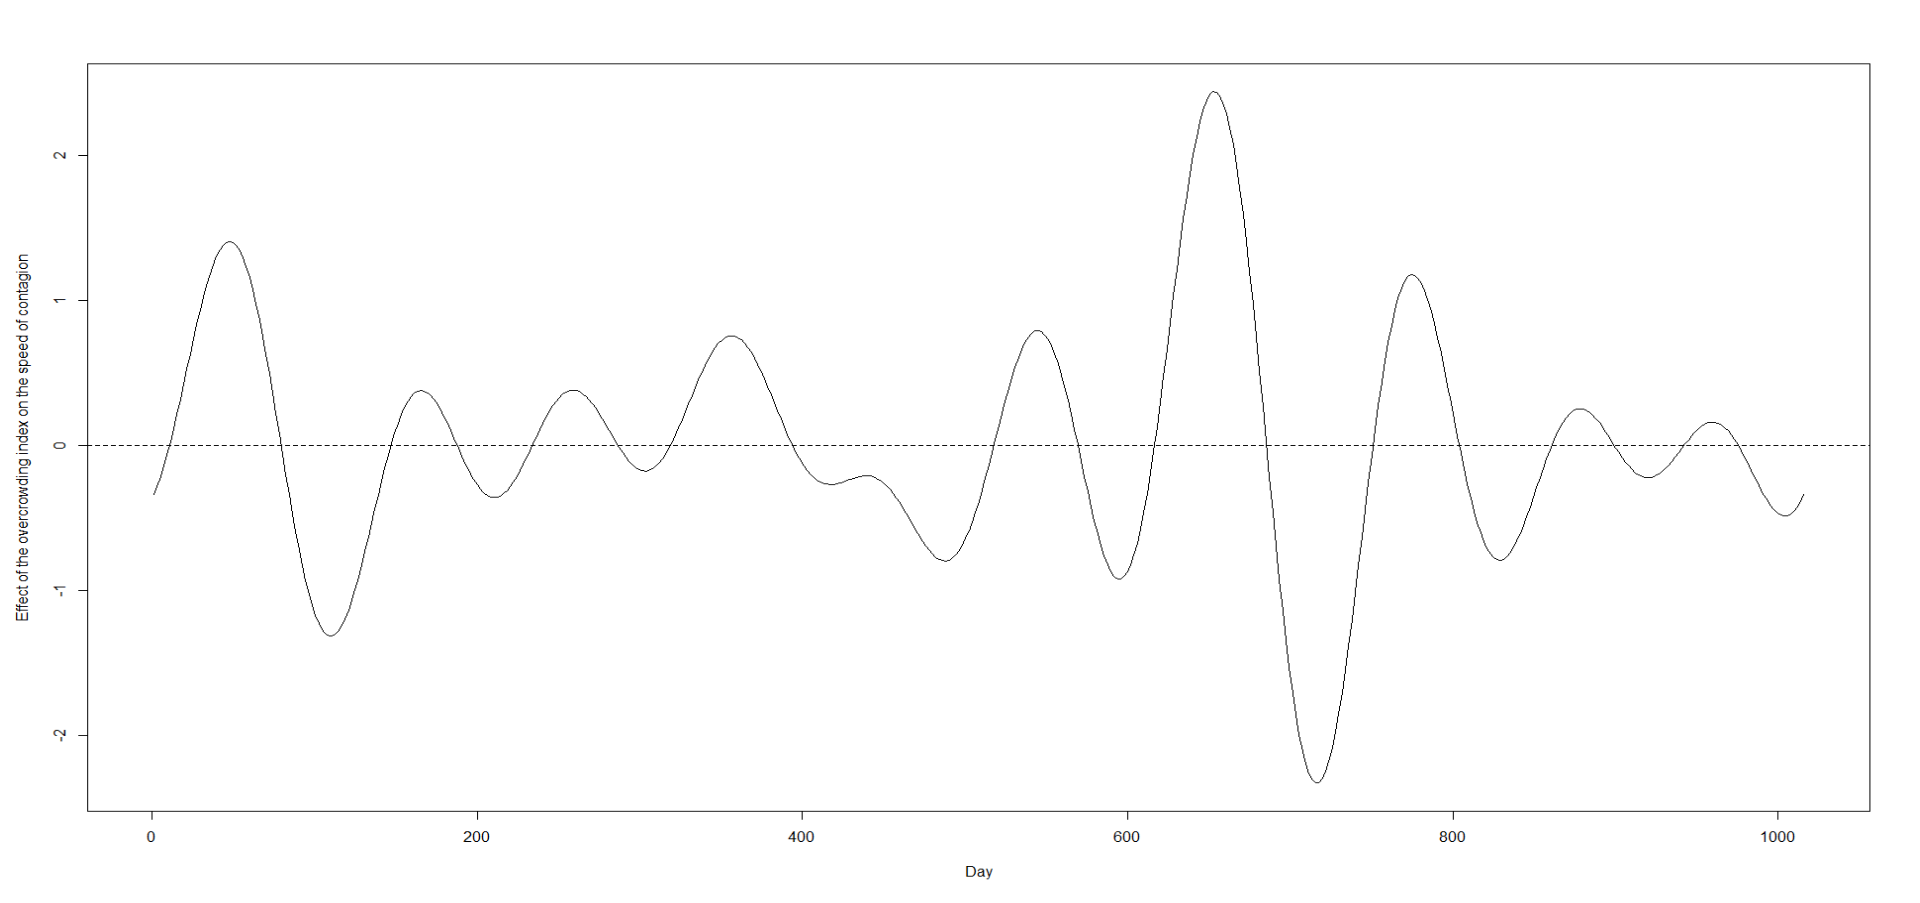 Effect of the overcrowding index on the speed of contagion
2
1
0
-1
-2
0 200 400 600 800 1000
Day